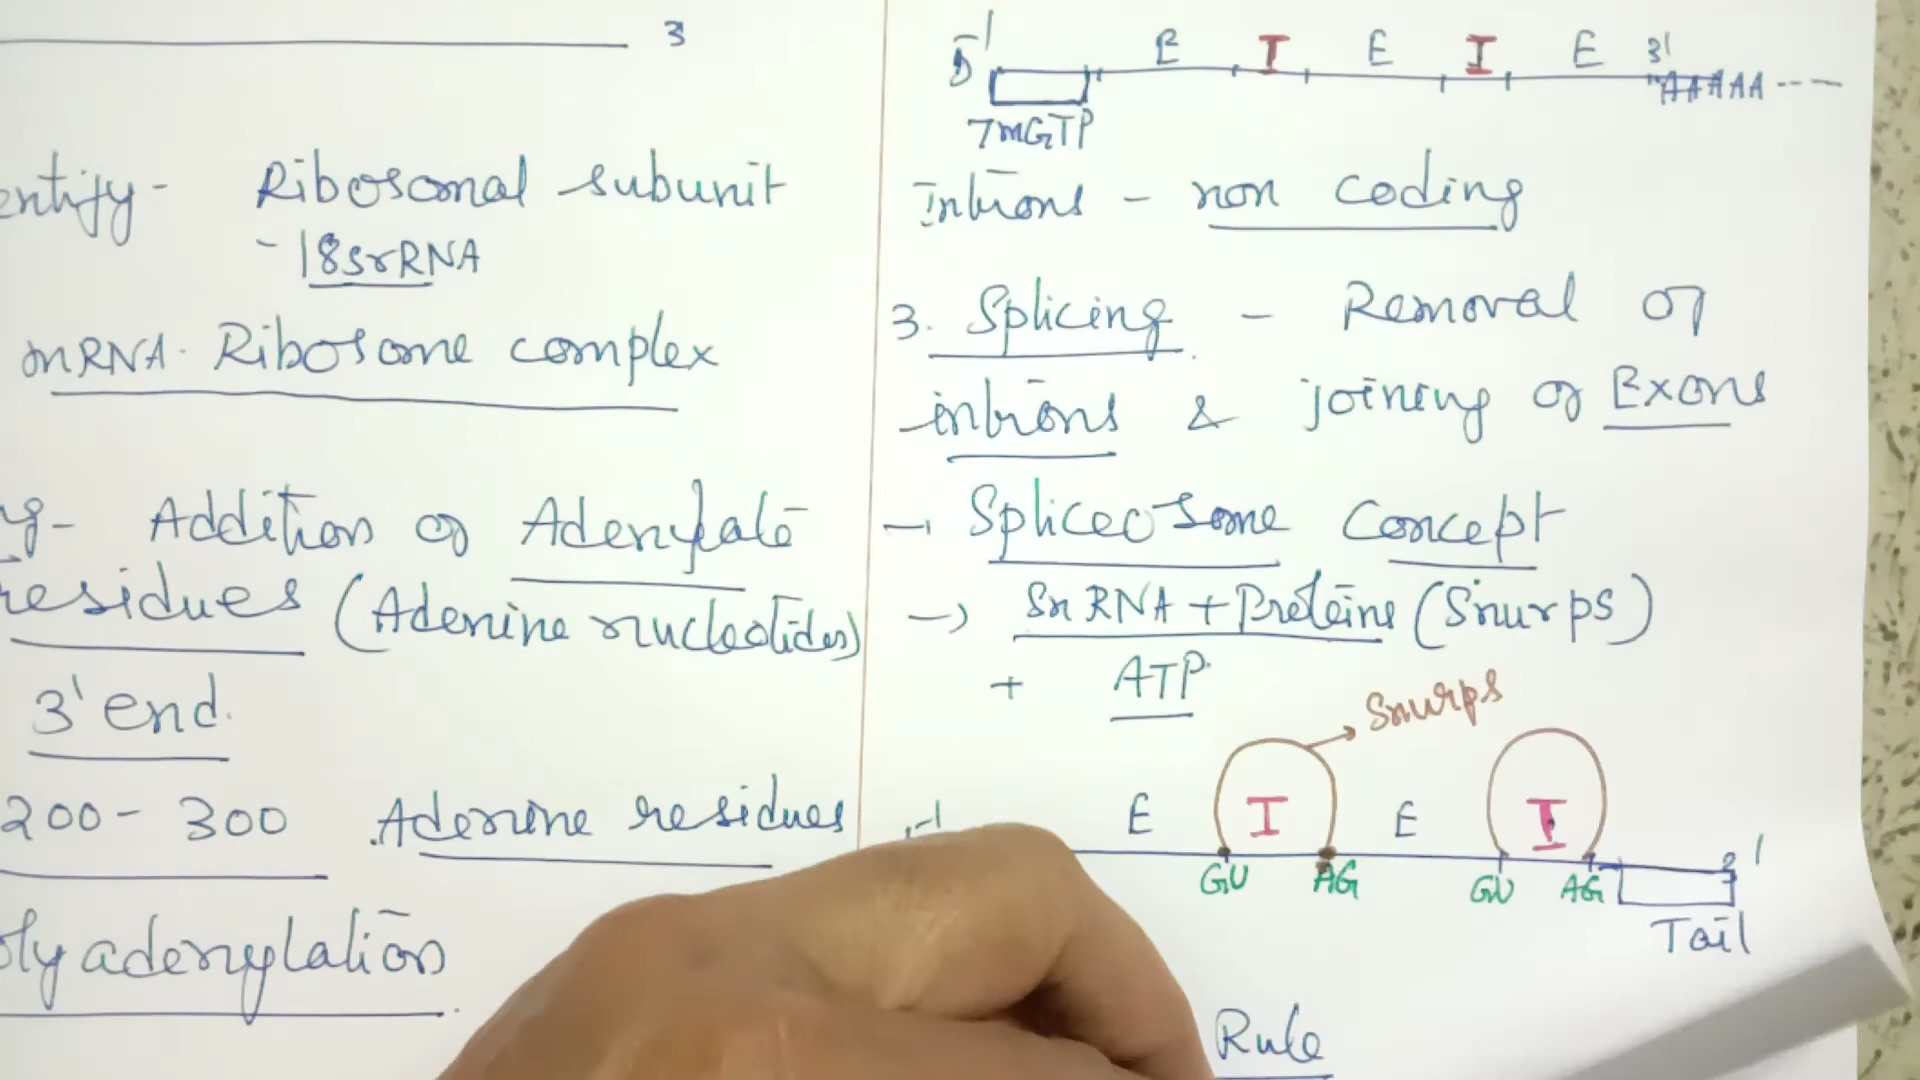 3
entify - Ribosomal subunit
- 18SrRNA
mRNA. Ribosome complex
g - Addition of Adenylate
residues (Adenine nucleotides)
3' end.
200 - 300 Adenine residues
oly adenylation
5' E I E I E 3'
AAAAA ---
7mGTP
Introns - non coding
3. Splicing - Removal of
introns & joining of Exons
→ Spliceosome Concept
→ SnRNA + Proteins (Snurps)
+ ATP
Snurps
E I E I
GU AG GU AG 3'
Tail
Rule